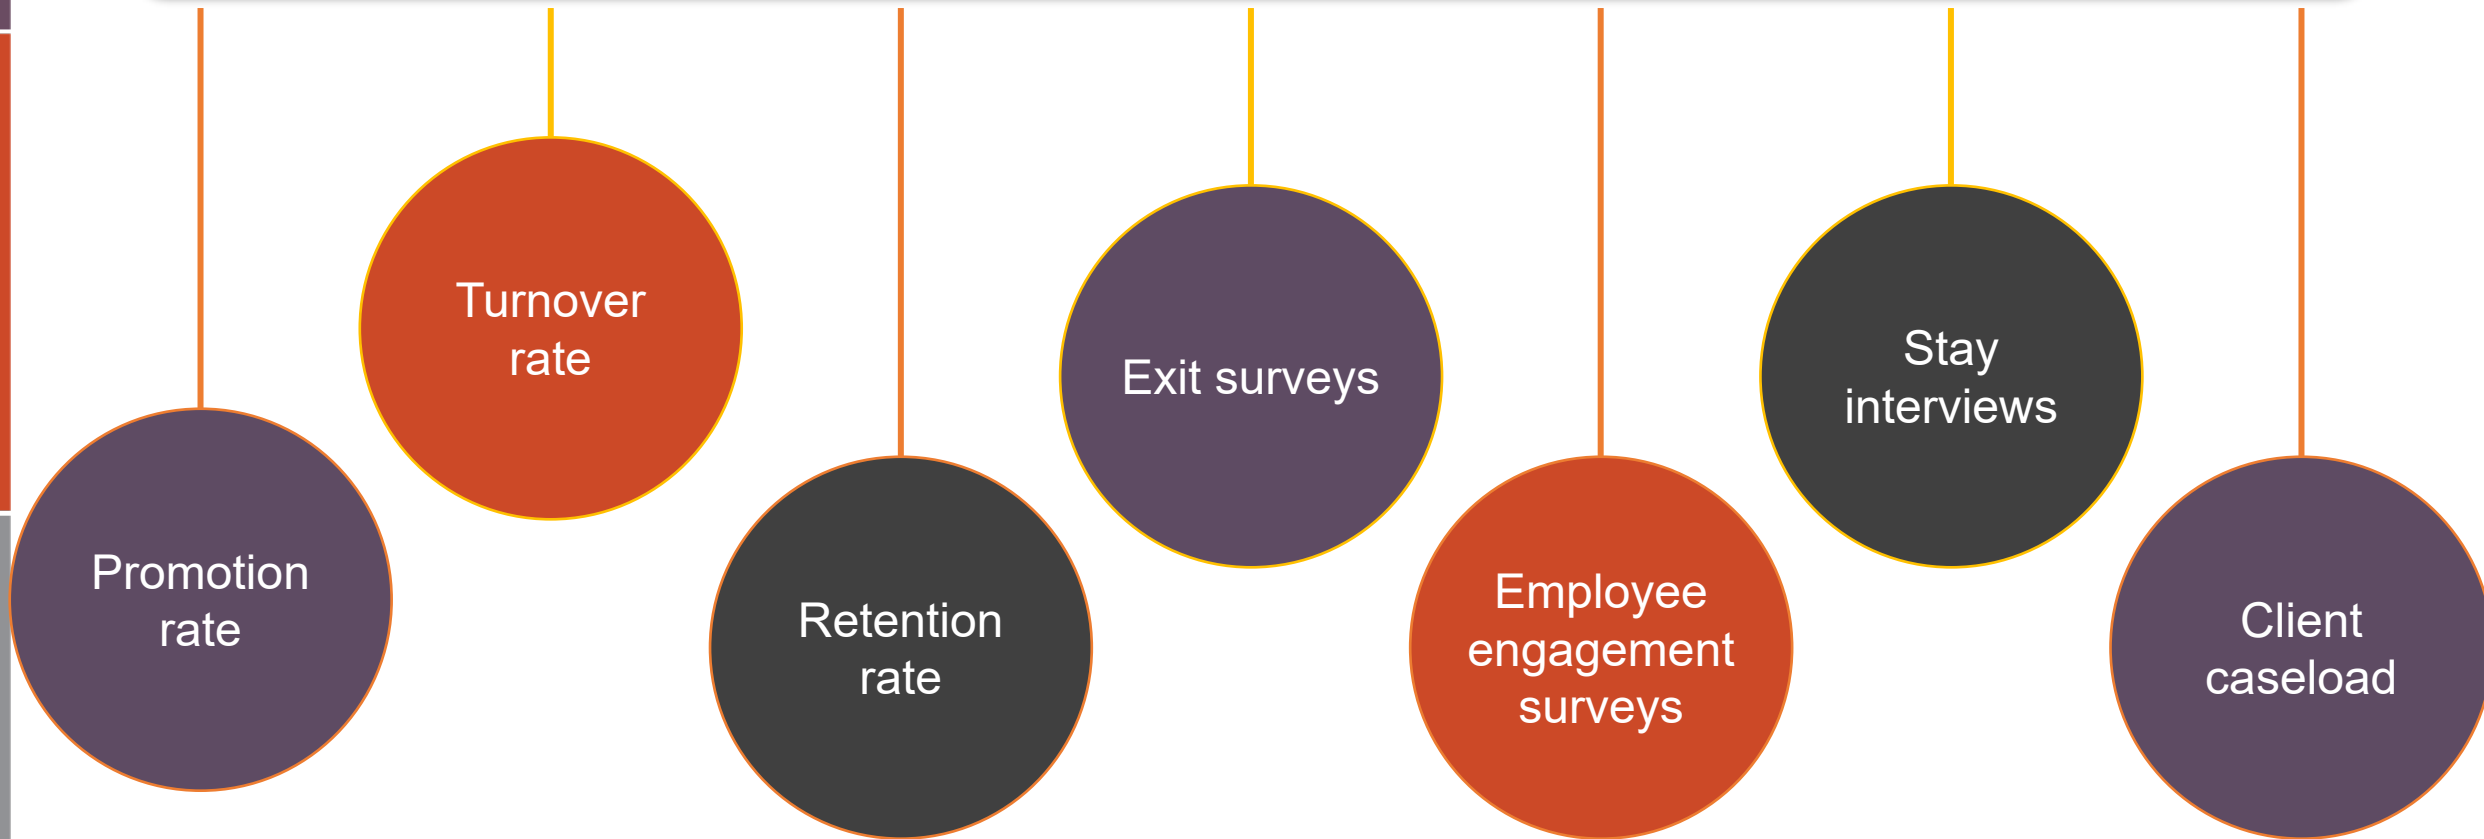 Promotion
rate
Turnover
rate
Retention
rate
Exit surveys
Employee
engagement
surveys
Stay
interviews
Client
caseload